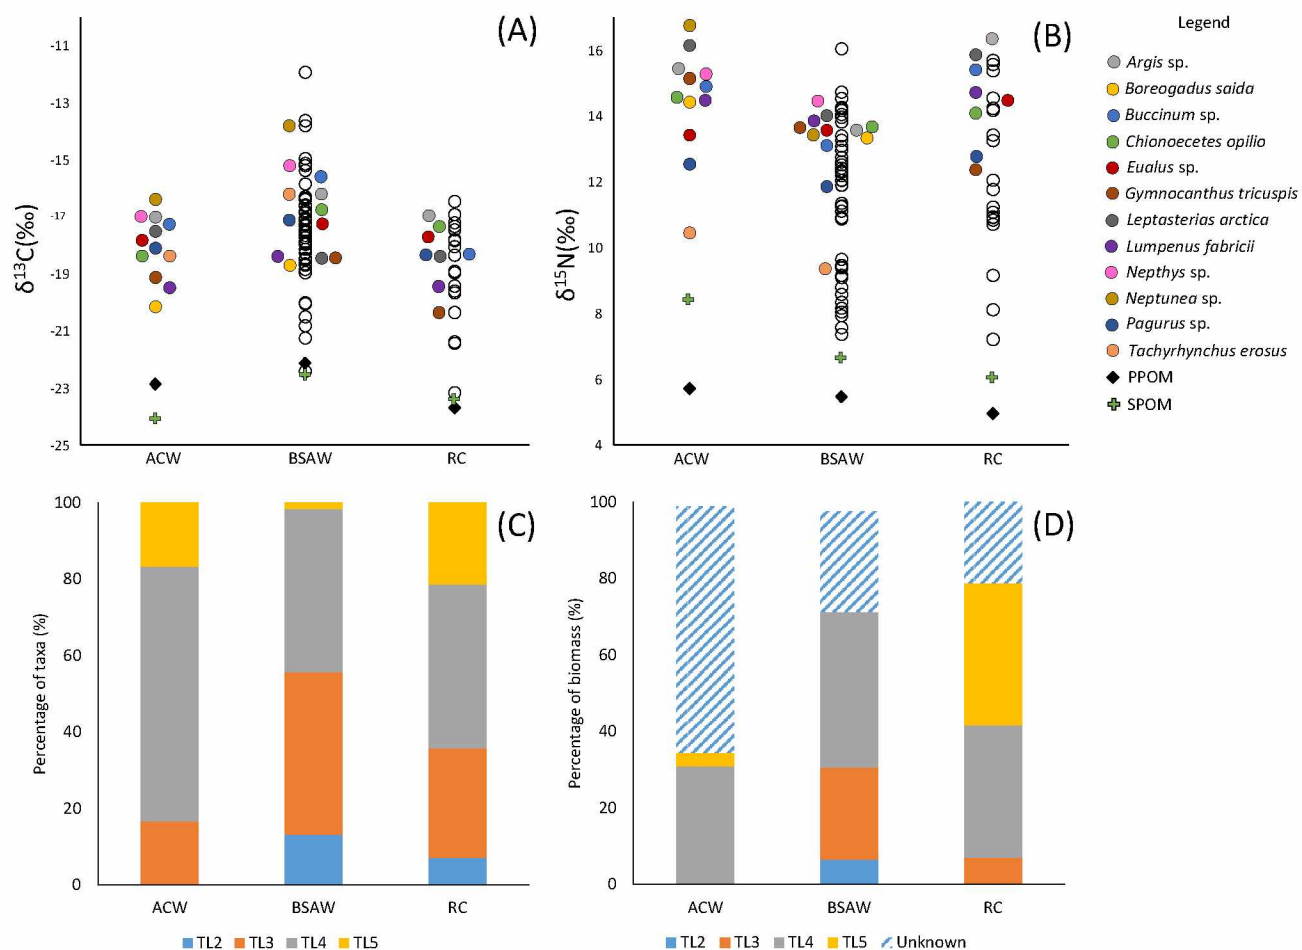 (A)
δ¹³C(‰)
-11
-13
-15
-17
-19
-21
-23
-25
ACW BSAW RC
(B)
δ¹⁵N(‰)
16
14
12
10
8
6
4
ACW BSAW RC
Legend
Argis sp.
Boreogadus saida
Buccinum sp.
Chionoecetes opilio
Eualus sp.
Gymnocanthus tricuspis
Leptasterias arctica
Lumpenus fabricii
Nepthys sp.
Neptunea sp.
Pagurus sp.
Tachyrhynchus erosus
PPOM
SPOM
(C)
Percentage of taxa (%)
100
80
60
40
20
0
ACW BSAW RC
TL2 TL3 TL4 TL5
(D)
Percentage of biomass (%)
100
80
60
40
20
0
ACW BSAW RC
TL2 TL3 TL4 TL5 Unknown